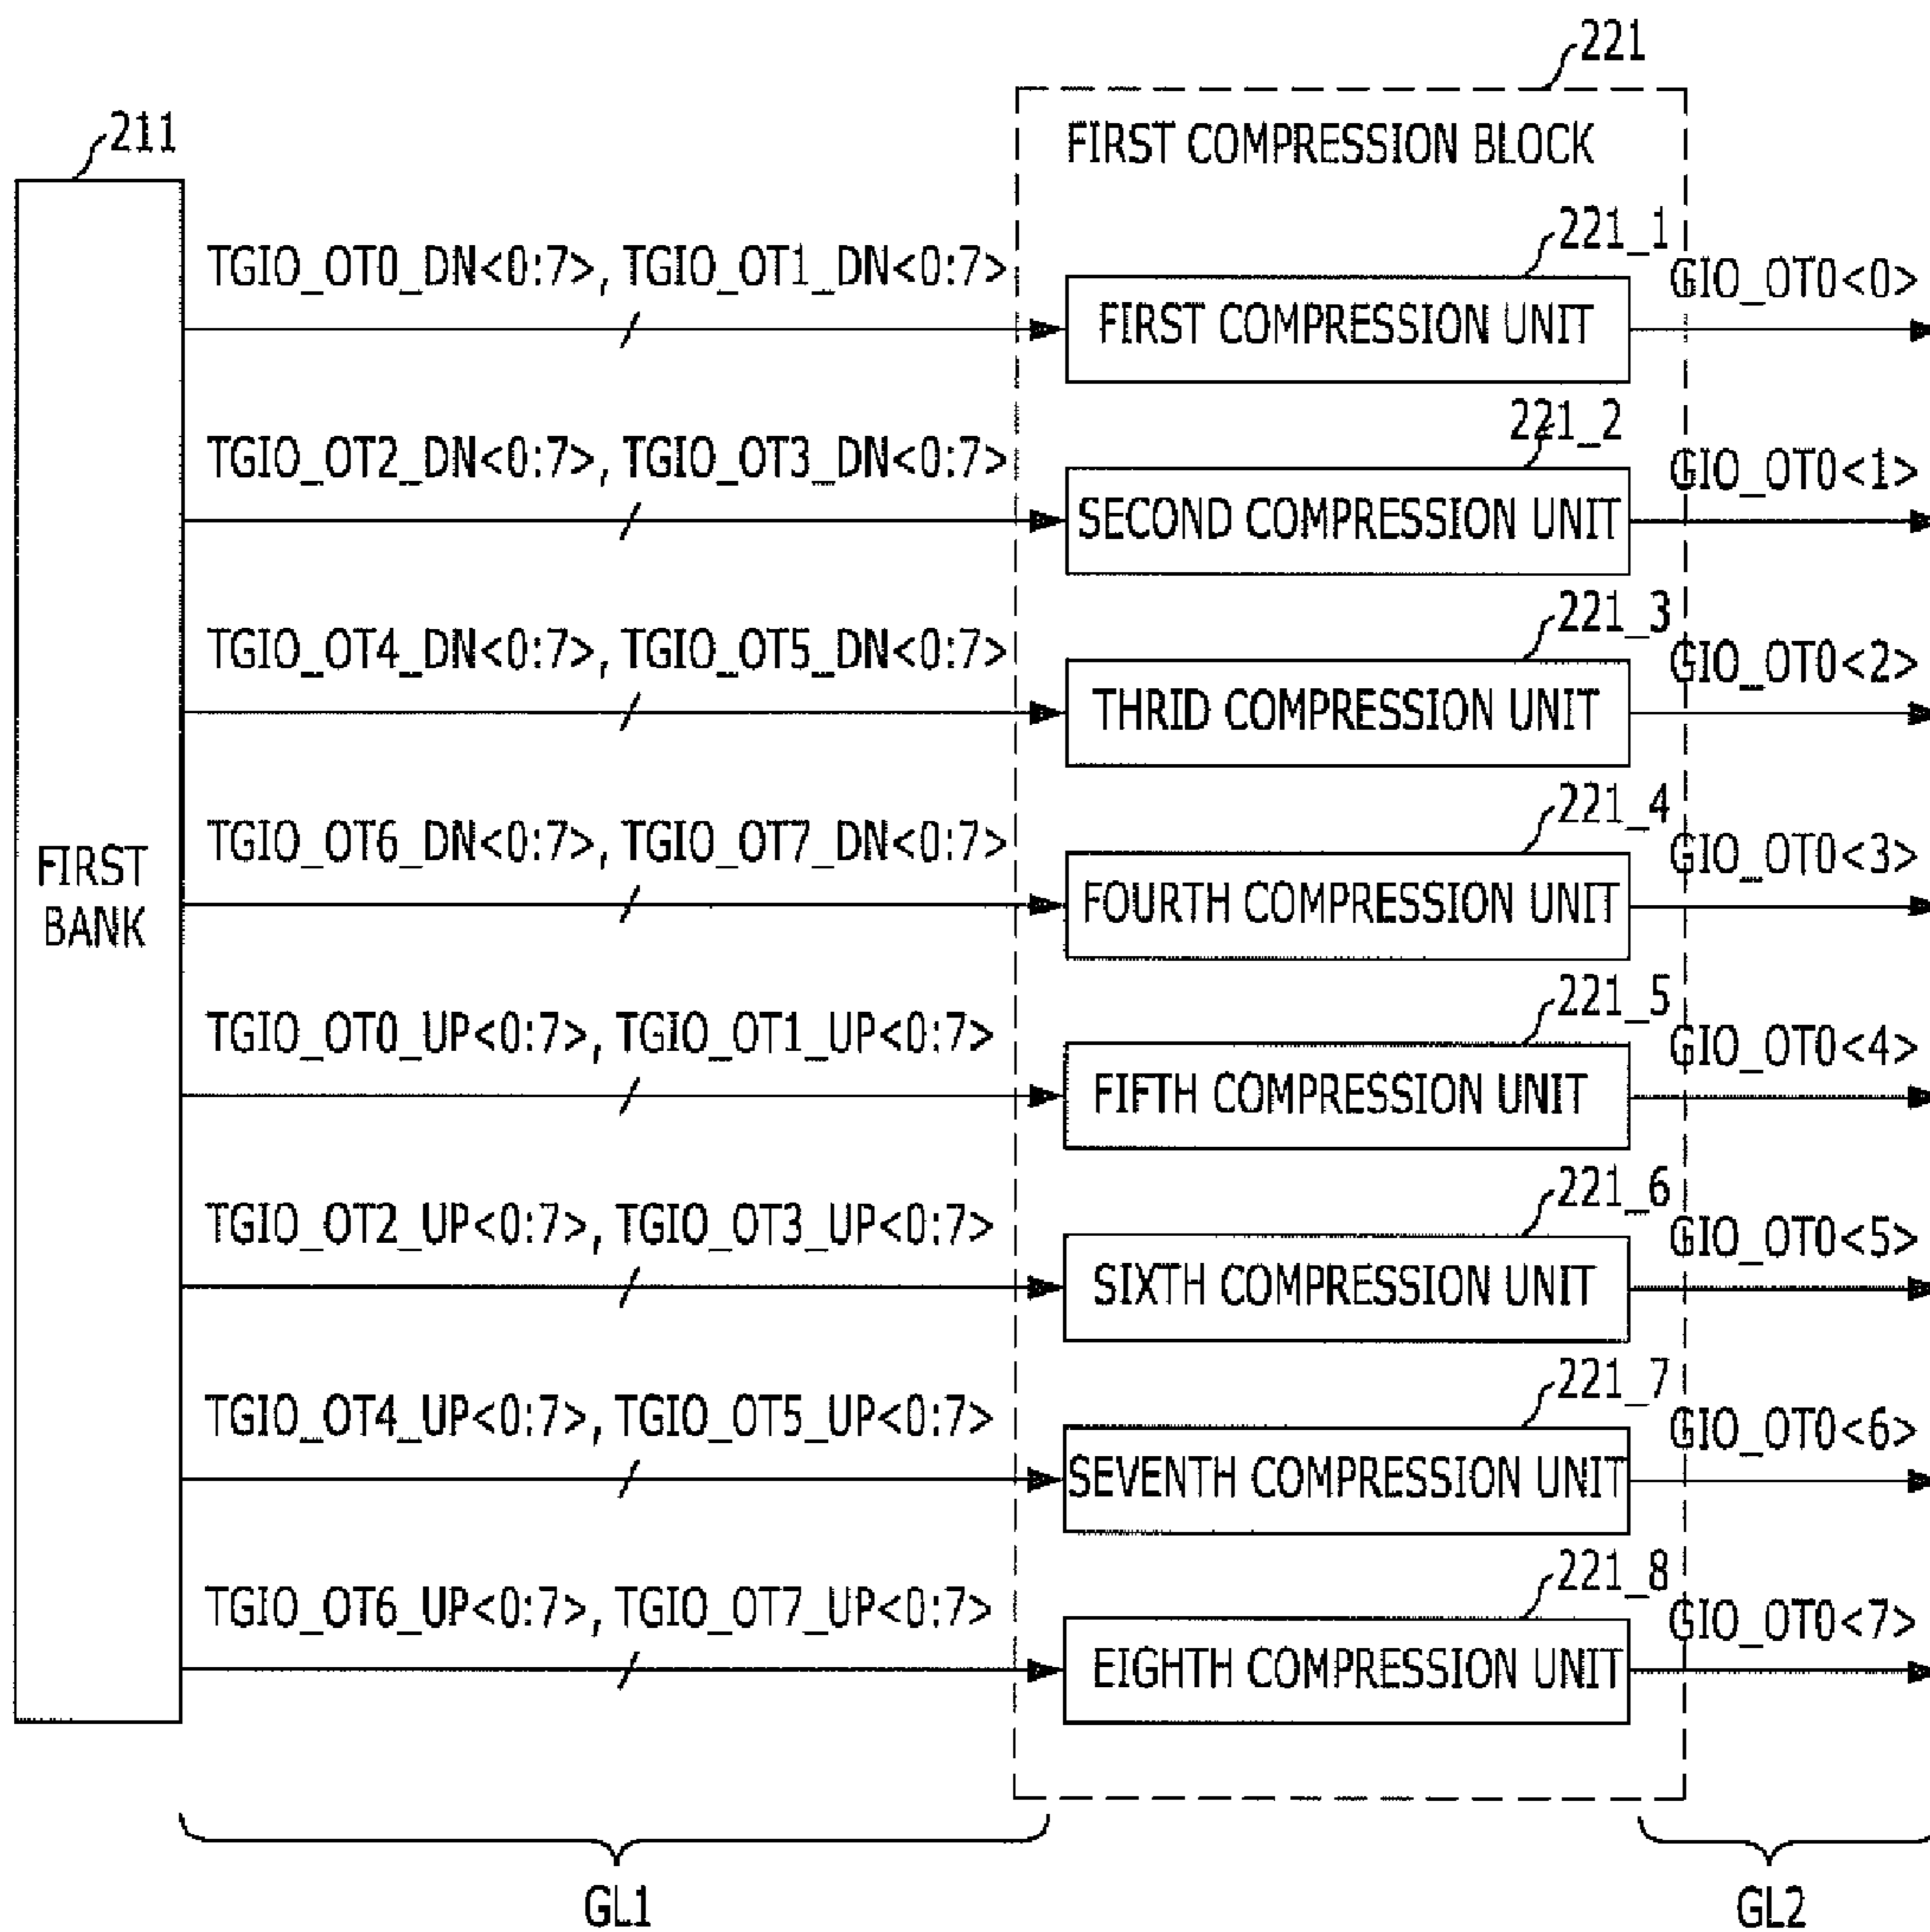 221
211
FIRST COMPRESSION BLOCK
221_1
TGIO_OT0_DN<0:7>, TGIO_OT1_DN<0:7>
GIO_OT0<0>
FIRST COMPRESSION UNIT
221_2
TGIO_OT2_DN<0:7>, TGIO_OT3_DN<0:7>
GIO_OT0<1>
SECOND COMPRESSION UNIT
221_3
TGIO_OT4_DN<0:7>, TGIO_OT5_DN<0:7>
GIO_OT0<2>
THRID COMPRESSION UNIT
221_4
TGIO_OT6_DN<0:7>, TGIO_OT7_DN<0:7>
GIO_OT0<3>
FIRST
BANK
FOURTH COMPRESSION UNIT
221_5
TGIO_OT0_UP<0:7>, TGIO_OT1_UP<0:7>
GIO_OT0<4>
FIFTH COMPRESSION UNIT
221_6
TGIO_OT2_UP<0:7>, TGIO_OT3_UP<0:7>
GIO_OT0<5>
SIXTH COMPRESSION UNIT
221_7
TGIO_OT4_UP<0:7>, TGIO_OT5_UP<0:7>
GIO_OT0<6>
SEVENTH COMPRESSION UNIT
221_8
TGIO_OT6_UP<0:7>, TGIO_OT7_UP<0:7>
GIO_OT0<7>
EIGHTH COMPRESSION UNIT
GL1
GL2